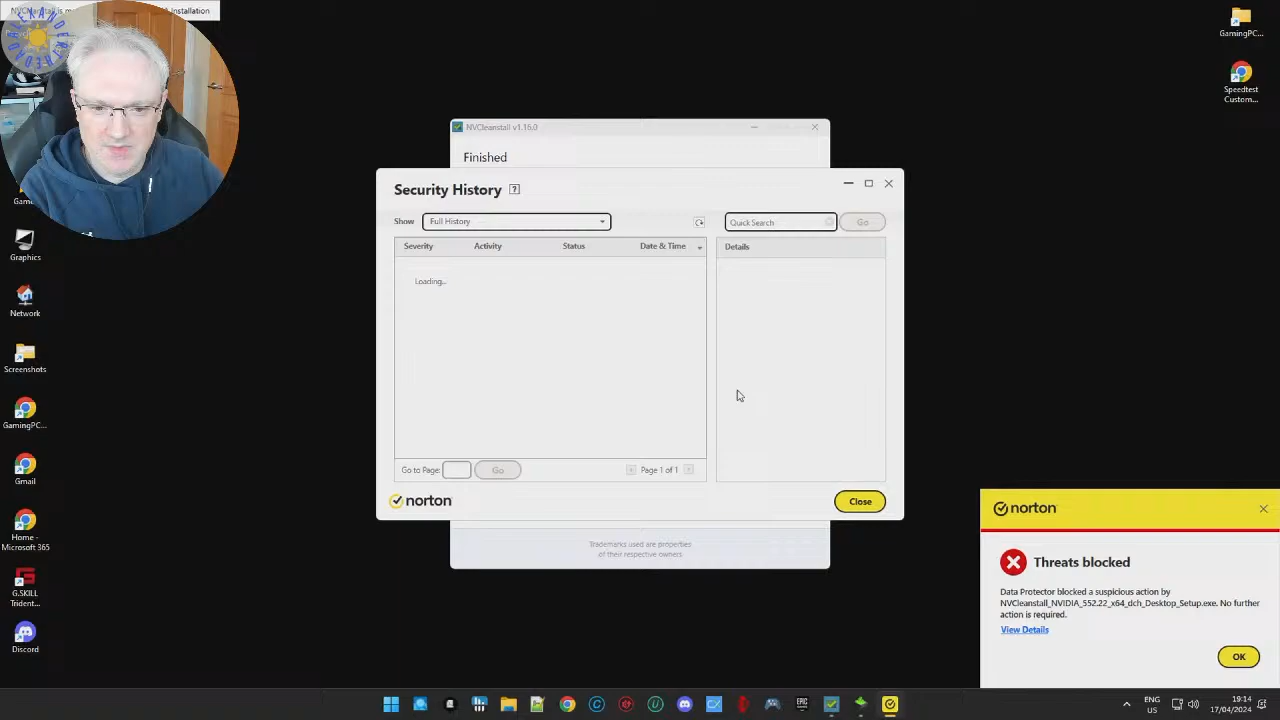 Installation
ALEXANDERTHEDAD
NVCleanstall v1.16.0
Finished
Security History ?
Show Full History Quick Search Go
Severity Activity Status Date & Time Details
Loading...
Go to Page: Go Page 1 of 1
norton Close
Trademarks used are properties
of their respective owners.
GamingPC...
Speedtest
Custom...
Graphics
Network
Screenshots
GamingPC...
Gmail
Home -
Microsoft 365
G.SKILL
Trident...
Discord
norton
Threats blocked
Data Protector blocked a suspicious action by
NVCleanstall_NVIDIA_552.22_x64_dch_Desktop_Setup.exe. No further
action is required.
View Details
OK
EPIC
ENG
US
19:14
17/04/2024